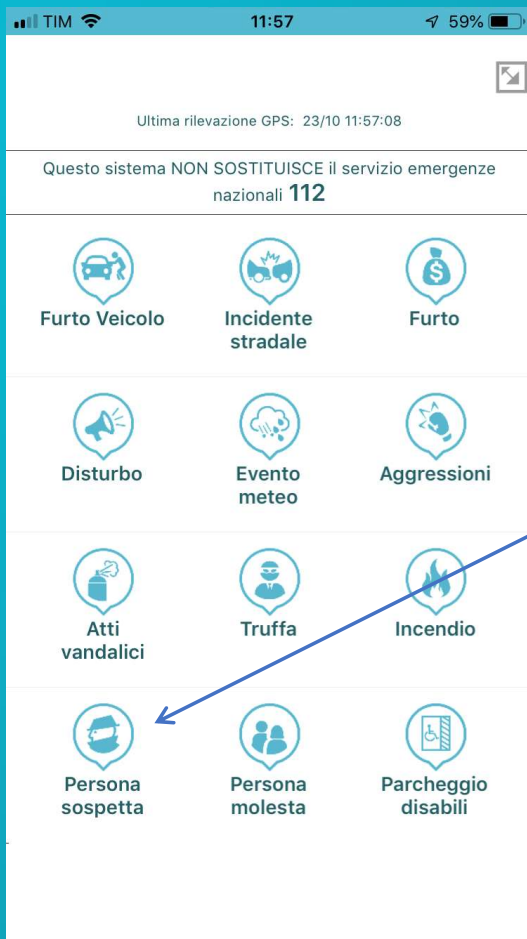 TIM 11:57 59%
Ultima rilevazione GPS: 23/10 11:57:08
Questo sistema NON SOSTITUISCE il servizio emergenze
nazionali 112
Furto Veicolo
Incidente
stradale
Furto
Disturbo
Evento
meteo
Aggressioni
Atti
vandalici
Truffa
Incendio
Persona
sospetta
Persona
molesta
Parcheggio
disabili